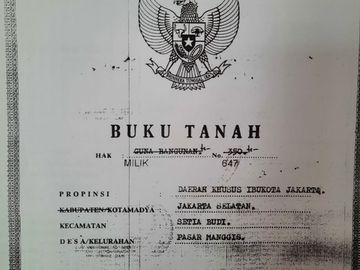 BUKU TANAH
HAK : GUNA BANGUNAN No. 350.
MILIK 647
PROPINSI : DAERAH KHUSUS IBUKOTA JAKARTA.
KABUPATEN/KOTAMADYA : JAKARTA SELATAN.
KECAMATAN : SETIA BUDI.
DESA/KELURAHAN : PASAR MANGGIS.